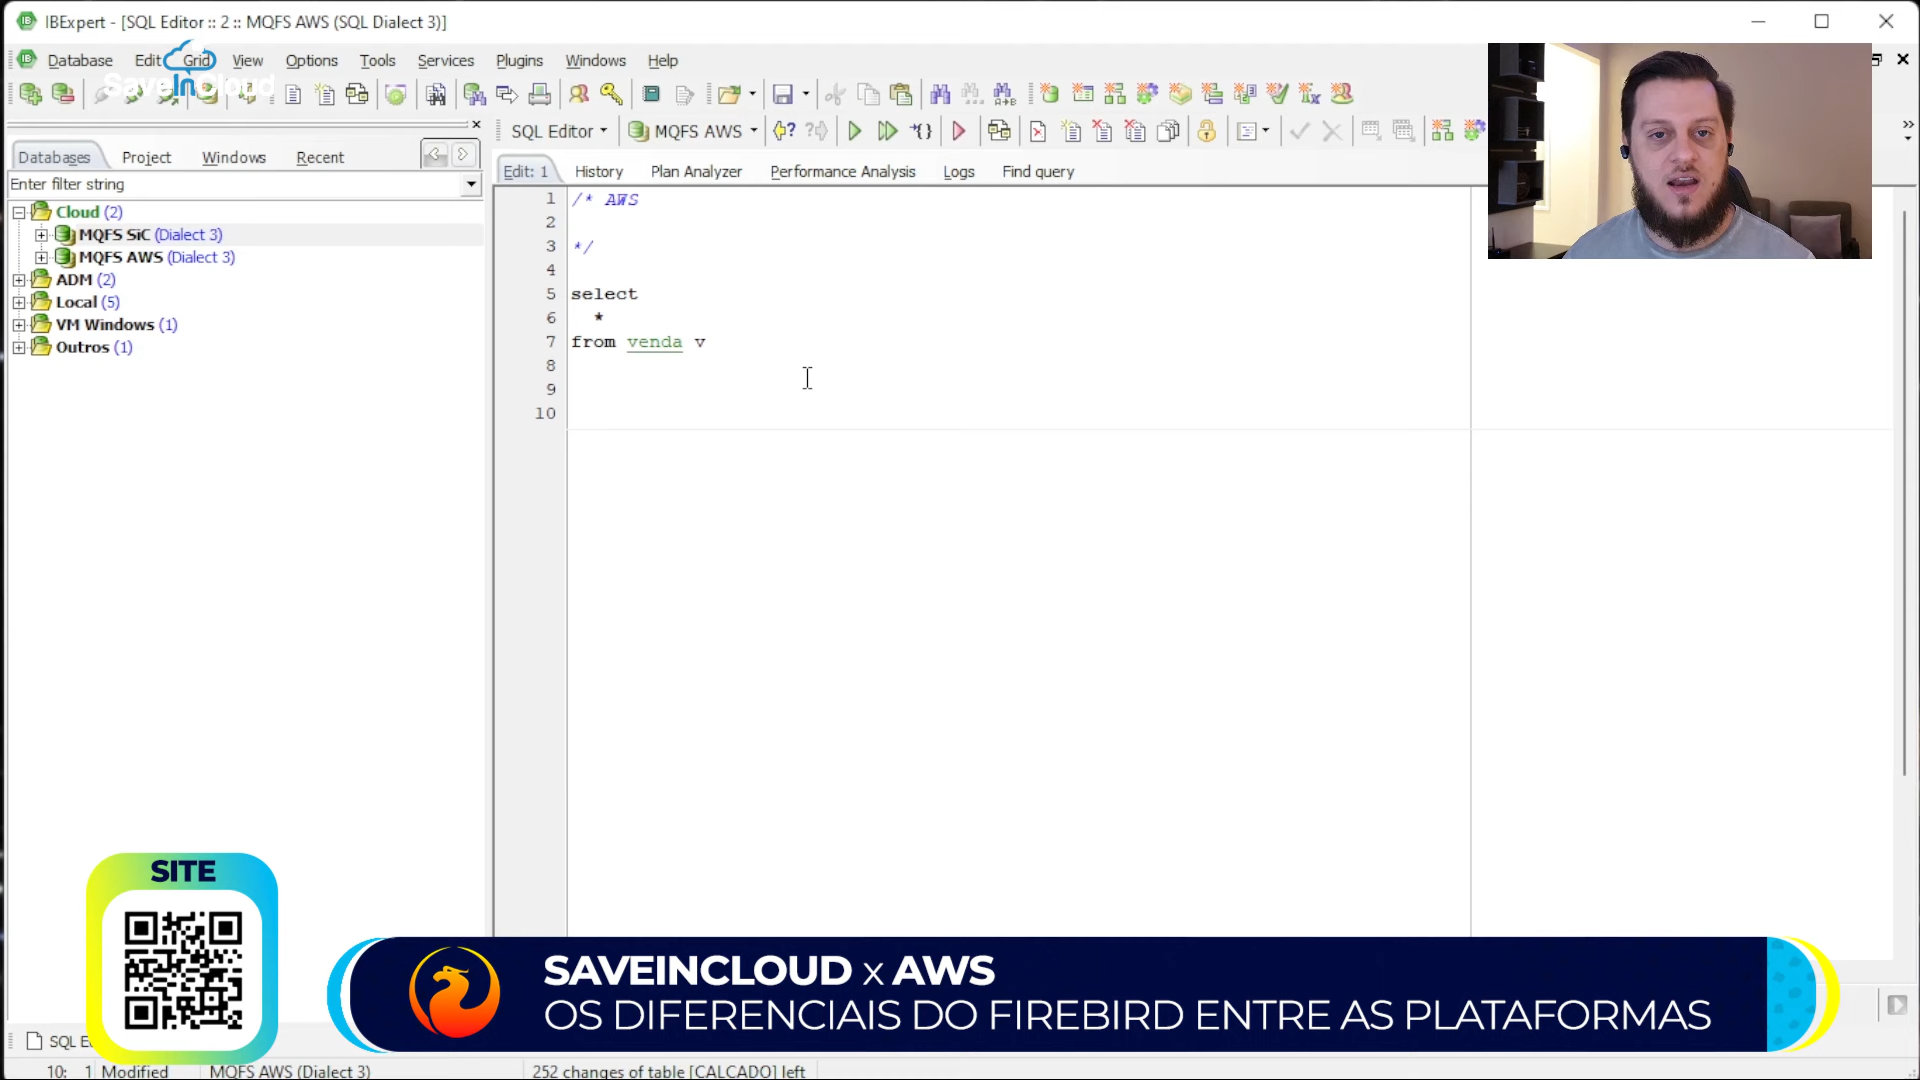 IBExpert - [SQL Editor :: 2 :: MQFS AWS (SQL Dialect 3)]
Database Edit Grid View Options Tools Services Plugins Windows Help
SaveinCloud
SQL Editor MQFS AWS
Databases Project Windows Recent
Edit: 1 History Plan Analyzer Performance Analysis Logs Find query
Enter filter string
Cloud (2)
MQFS SiC (Dialect 3)
MQFS AWS (Dialect 3)
ADM (2)
Local (5)
VM Windows (1)
Outros (1)
1 /* AWS
2
3 */
4
5 select
6 *
7 from venda v
8
9
10
SITE
SAVEINCLOUD x AWS
OS DIFERENCIAIS DO FIREBIRD ENTRE AS PLATAFORMAS
SQL
10: 1 Modified MQFS AWS (Dialect 3) 252 changes of table [CALCADO] left